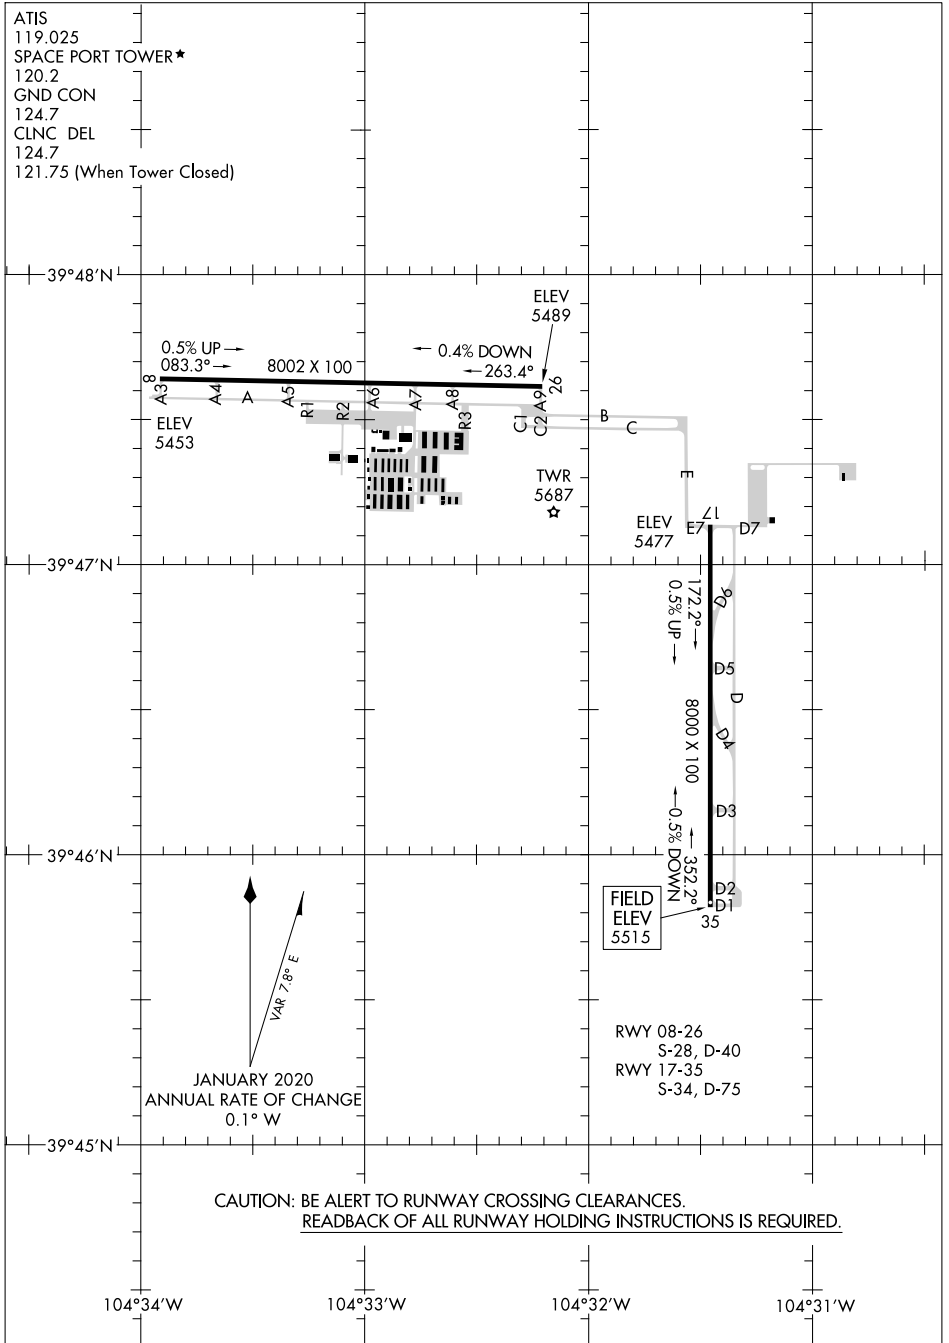 ATIS
119.025
SPACE PORT TOWER★
120.2
GND CON
124.7
CLNC DEL
124.7
121.75 (When Tower Closed)
39°48'N
ELEV
5489
0.5% UP →
← 0.4% DOWN
083.3° →
8002 X 100
← 263.4°
8
26
A3
A4
A
A5
R1
R2
A6
A7
A8
R3
C1
C2
A9
B
C
ELEV
5453
E
TWR
5687
ELEV
5477
17
E7
D7
39°47'N
172.2° →
0.5% UP →
D6
D5
D
D4
8000 X 100
D3
← 0.5% DOWN
← 352.2°
39°46'N
D2
D1
35
FIELD
ELEV
5515
VAR 7.8° E
JANUARY 2020
ANNUAL RATE OF CHANGE
0.1° W
RWY 08-26
S-28, D-40
RWY 17-35
S-34, D-75
39°45'N
CAUTION: BE ALERT TO RUNWAY CROSSING CLEARANCES.
READBACK OF ALL RUNWAY HOLDING INSTRUCTIONS IS REQUIRED.
104°34'W
104°33'W
104°32'W
104°31'W